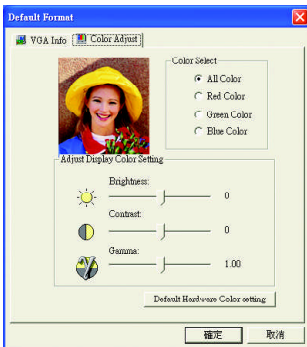 Default Format
VGA Info
Color Adjust
Color Select
All Color
Red Color
Green Color
Blue Color
Adjust Display Color Setting
Brightness:
0
Contrast:
0
Gamma:
1.00
Default Hardware Color setting
確定
取消